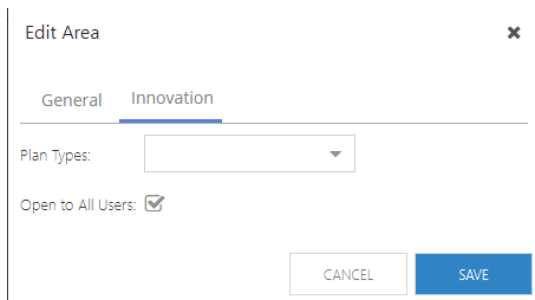 Edit Area
General Innovation
Plan Types:
Open to All Users:
CANCEL SAVE